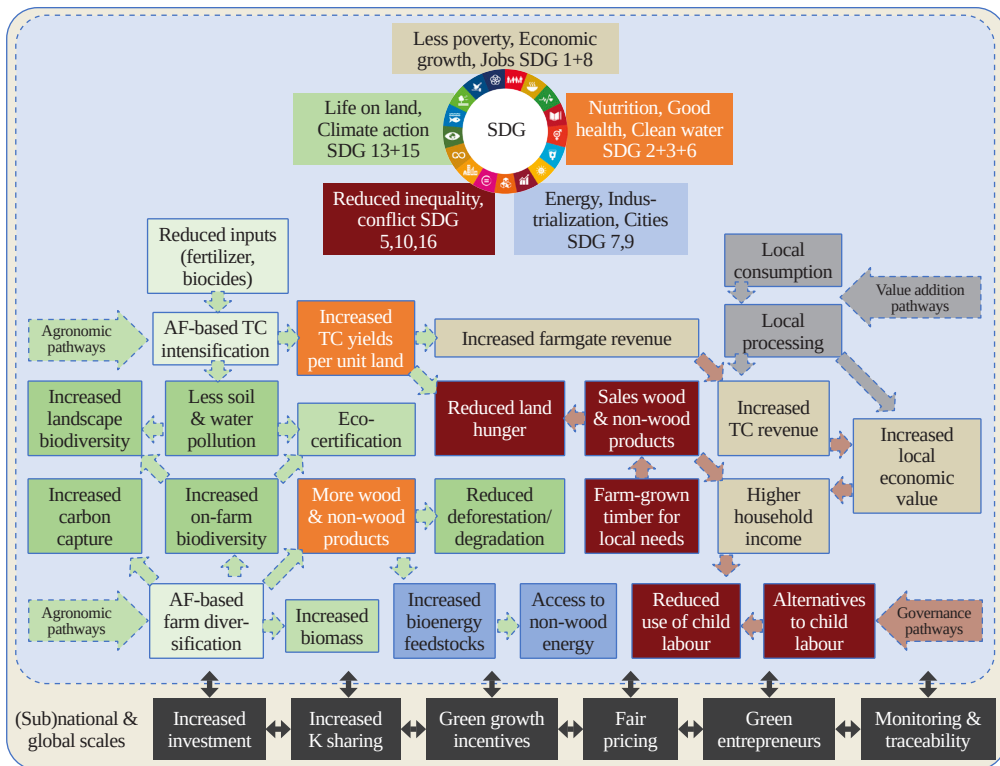 Less poverty, Economic
growth, Jobs SDG 1+8
Life on land,
Climate action
SDG 13+15
SDG
Nutrition, Good
health, Clean water
SDG 2+3+6
Reduced inequality,
conflict SDG
5,10,16
Energy, Indus-
trialization, Cities
SDG 7,9
Reduced inputs
(fertilizer,
biocides)
Local
consumption
Value addition
pathways
Agronomic
pathways
AF-based TC
intensification
Increased
TC yields
per unit land
Increased farmgate revenue
Local
processing
Increased
landscape
biodiversity
Less soil
& water
pollution
Eco-
certification
Reduced land
hunger
Sales wood
& non-wood
products
Increased
TC revenue
Increased
local
economic
value
Increased
carbon
capture
Increased
on-farm
biodiversity
More wood
& non-wood
products
Reduced
deforestation/
degradation
Farm-grown
timber for
local needs
Higher
household
income
Agronomic
pathways
AF-based
farm diver-
sification
Increased
biomass
Increased
bioenergy
feedstocks
Access to
non-wood
energy
Reduced
use of child
labour
Alternatives
to child
labour
Governance
pathways
(Sub)national &
global scales
Increased
investment
Increased
K sharing
Green growth
incentives
Fair
pricing
Green
entrepreneurs
Monitoring &
traceability